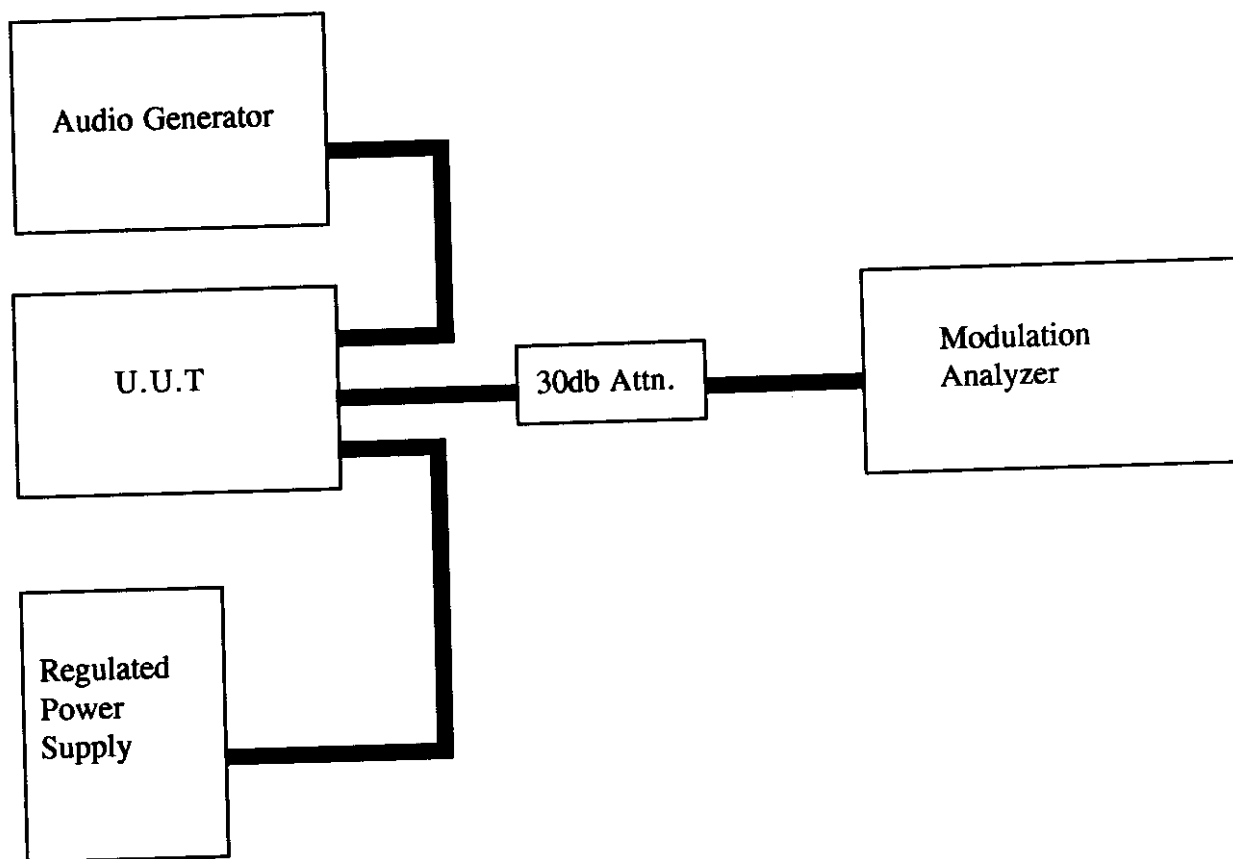 Audio Generator
U.U.T
30db Attn.
Modulation
Analyzer
Regulated
Power
Supply